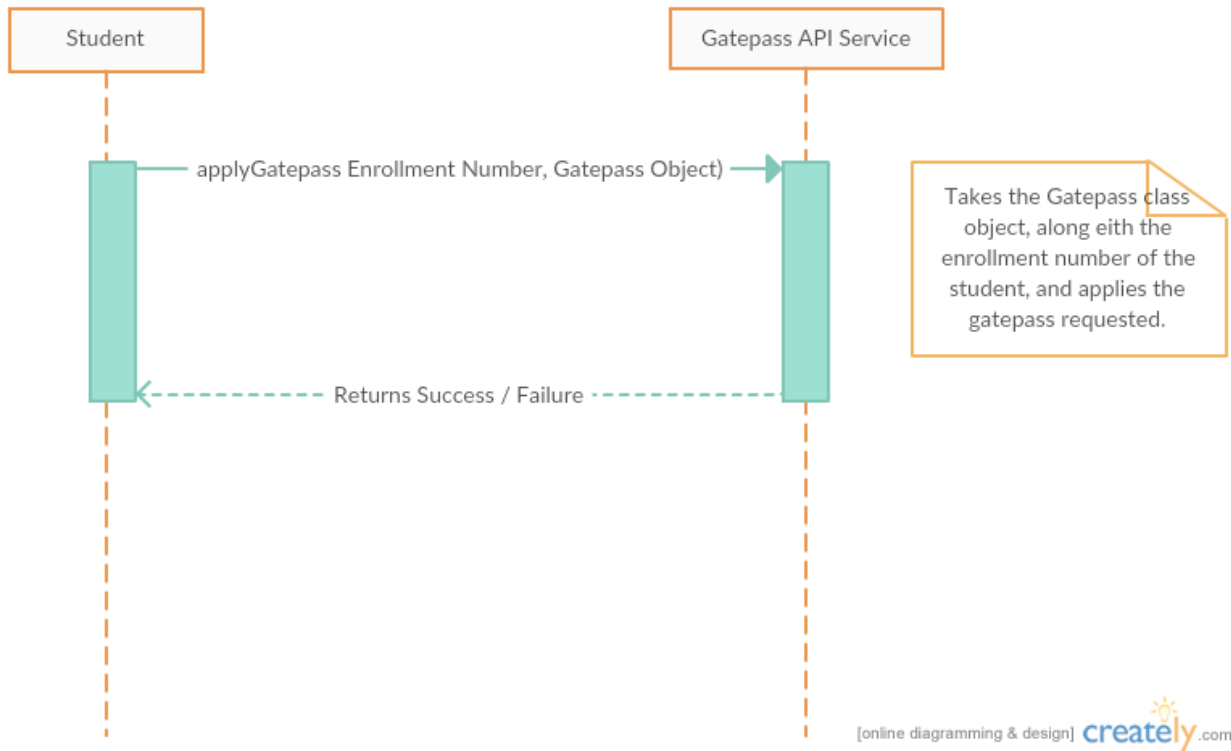 Student
Gatepass API Service
applyGatepass Enrollment Number, Gatepass Object)
Takes the Gatepass class
object, along eith the
enrollment number of the
student, and applies the
gatepass requested.
Returns Success / Failure
[online diagramming & design] creately.com